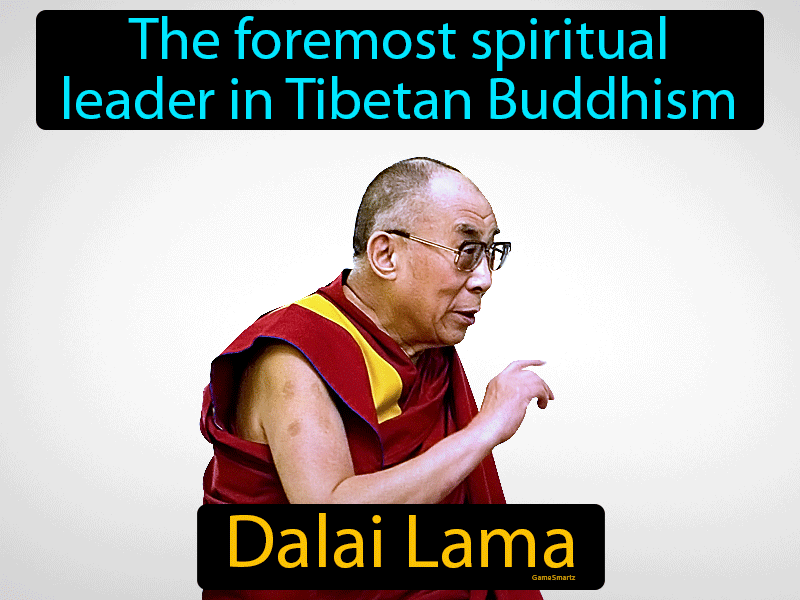 The foremost spiritual
leader in Tibetan Buddhism
Dalai Lama
GameSmartz